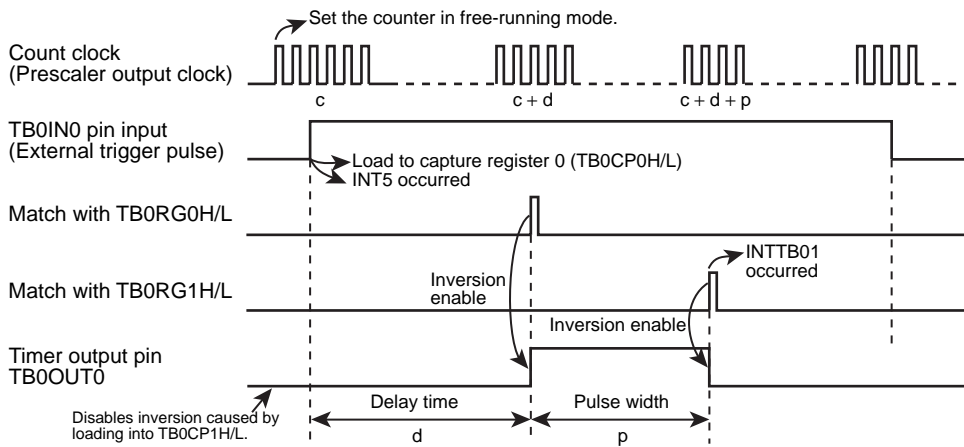 Set the counter in free-running mode.
Count clock
(Prescaler output clock)
c
c + d
c + d + p
TB0IN0 pin input
(External trigger pulse)
Load to capture register 0 (TB0CP0H/L)
INT5 occurred
Match with TB0RG0H/L
INTTB01
occurred
Inversion
enable
Match with TB0RG1H/L
Inversion enable
Timer output pin
TB0OUT0
Disables inversion caused by
loading into TB0CP1H/L.
Delay time
Pulse width
d
p